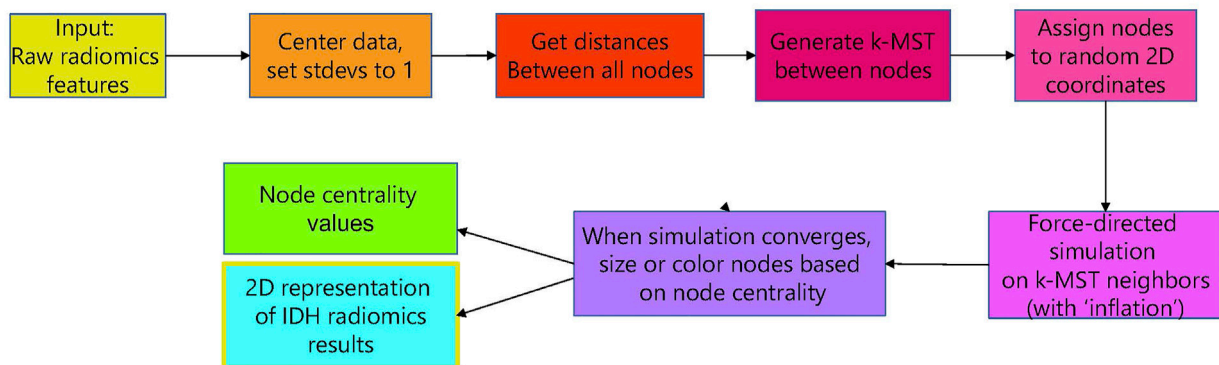 Input:
Raw radiomics
features
Center data,
set stdevs to 1
Get distances
Between all nodes
Generate k-MST
between nodes
Assign nodes
to random 2D
coordinates
Force-directed
simulation
on k-MST neighbors
(with ‘inflation’)
When simulation converges,
size or color nodes based
on node centrality
Node centrality
values
2D representation
of IDH radiomics
results